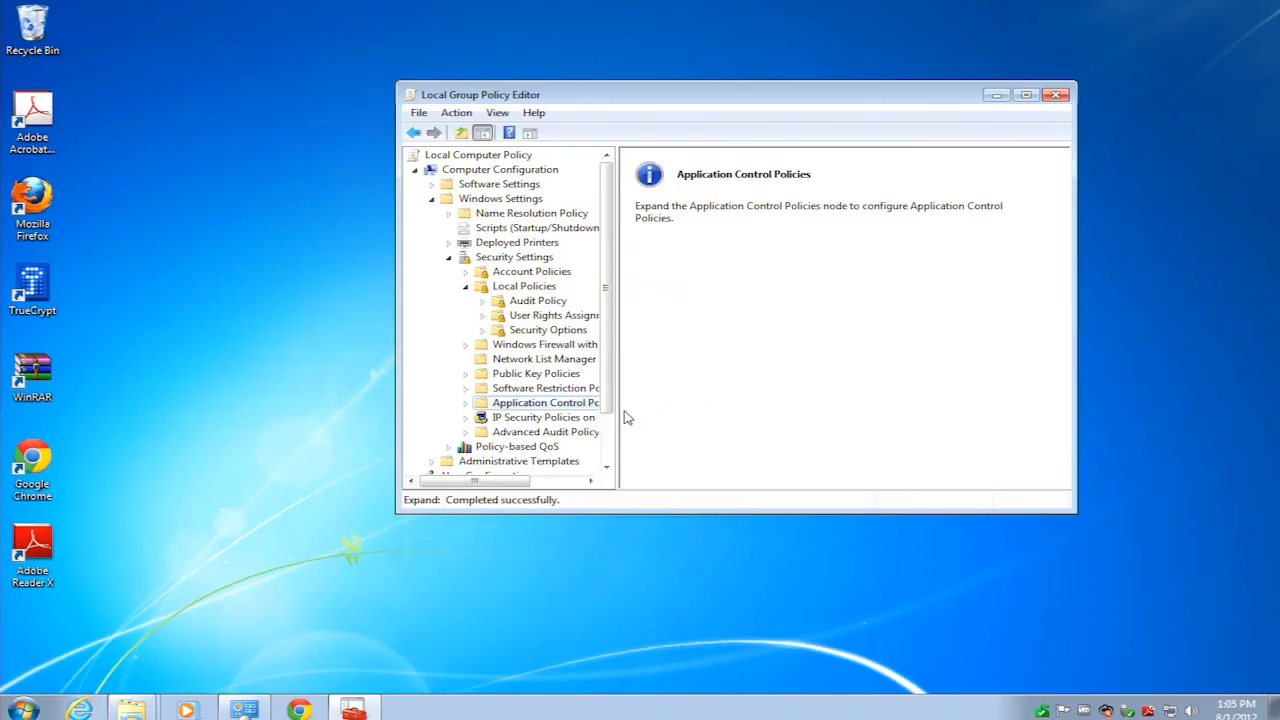 Recycle Bin
Adobe
Acrobat...
Mozilla
Firefox
TrueCrypt
WinRAR
Google
Chrome
Adobe
Reader X
Local Group Policy Editor
File Action View Help
Local Computer Policy
Computer Configuration
Software Settings
Windows Settings
Name Resolution Policy
Scripts (Startup/Shutdown
Deployed Printers
Security Settings
Account Policies
Local Policies
Audit Policy
User Rights Assignm
Security Options
Windows Firewall with
Network List Manager
Public Key Policies
Software Restriction Po
Application Control Po
IP Security Policies on
Advanced Audit Policy
Policy-based QoS
Administrative Templates
Application Control Policies
Expand the Application Control Policies node to configure Application Control
Policies.
Expand: Completed successfully.
1:05 PM
8/1/2012